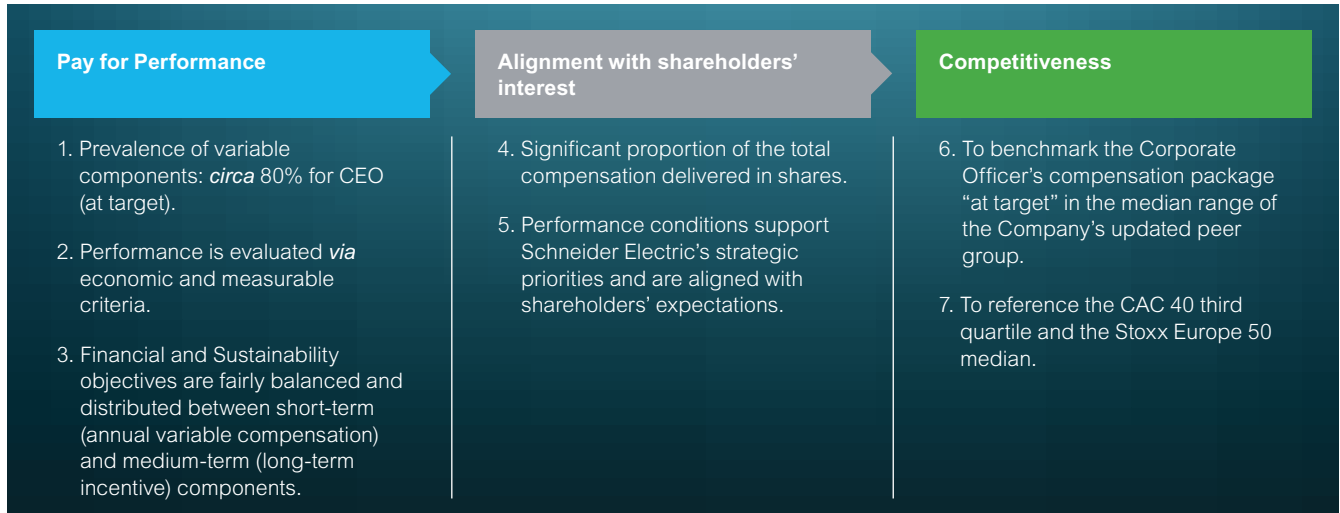 Pay for Performance
1. Prevalence of variable
components: circa 80% for CEO
(at target).
2. Performance is evaluated via
economic and measurable
criteria.
3. Financial and Sustainability
objectives are fairly balanced and
distributed between short-term
(annual variable compensation)
and medium-term (long-term
incentive) components.
Alignment with shareholders’
interest
4. Significant proportion of the total
compensation delivered in shares.
5. Performance conditions support
Schneider Electric’s strategic
priorities and are aligned with
shareholders’ expectations.
Competitiveness
6. To benchmark the Corporate
Officer’s compensation package
“at target” in the median range of
the Company’s updated peer
group.
7. To reference the CAC 40 third
quartile and the Stoxx Europe 50
median.